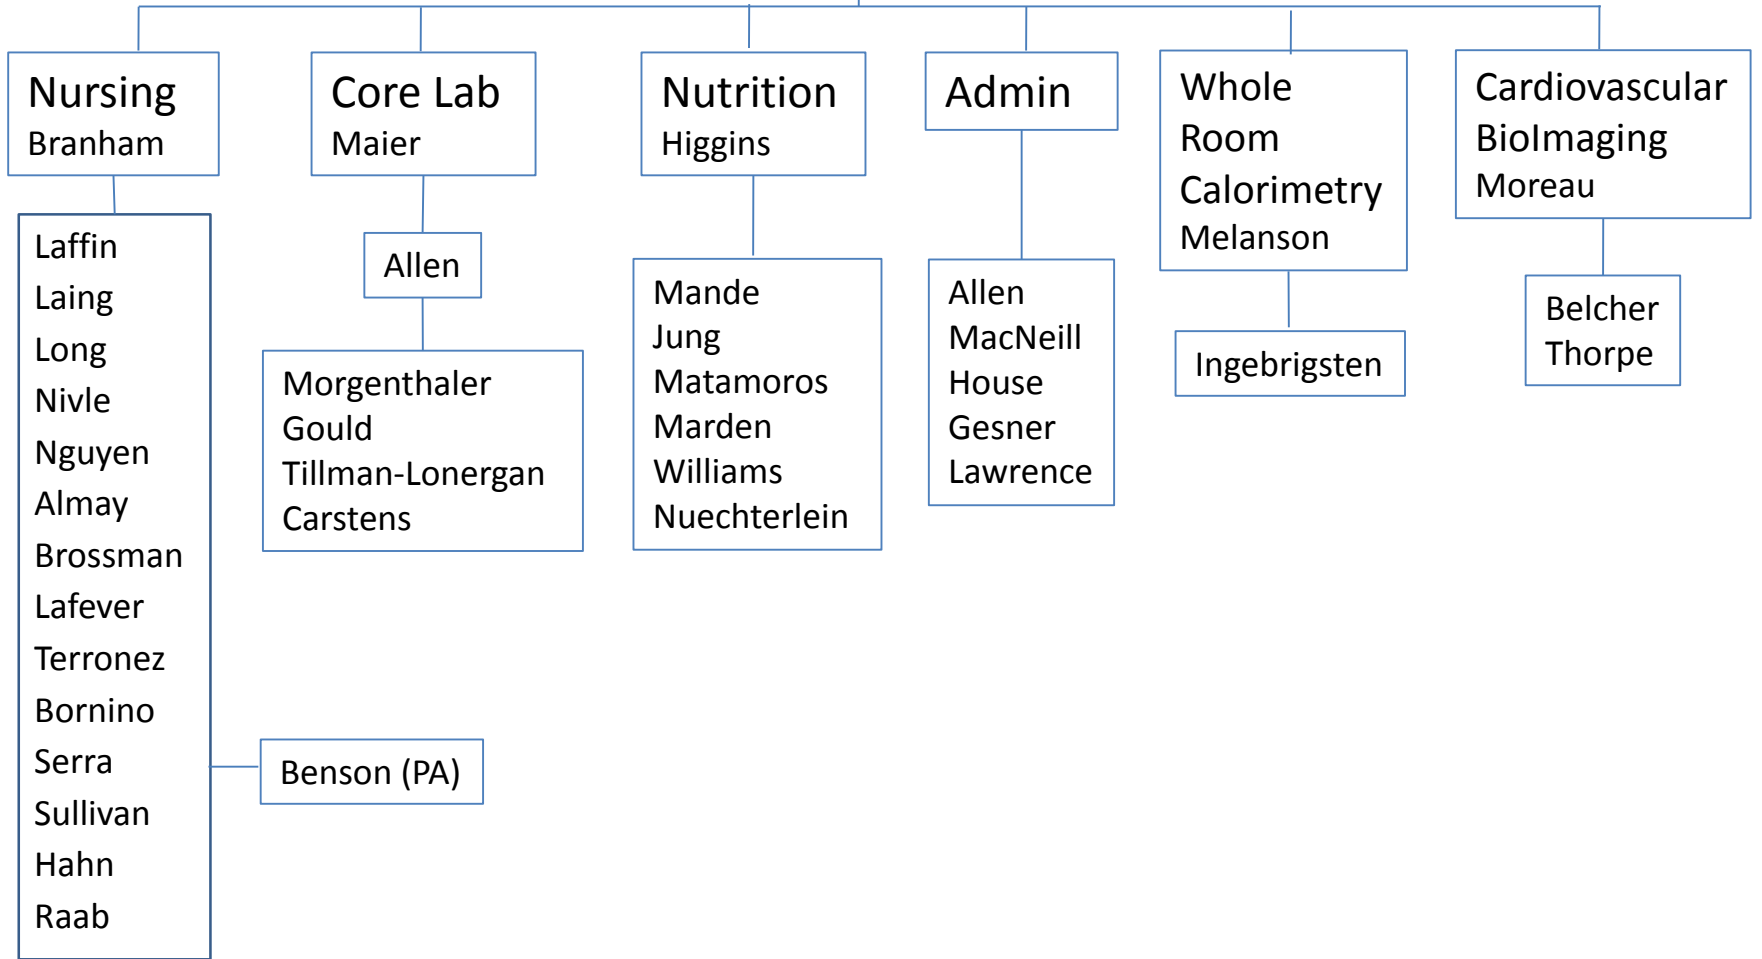 Nursing
Branham
Laffin
Laing
Long
Nivle
Nguyen
Almay
Brossman
Lafever
Terronez
Bornino
Serra
Sullivan
Hahn
Raab
Benson (PA)
Core Lab
Maier
Allen
Morgenthaler
Gould
Tillman-Lonergan
Carstens
Nutrition
Higgins
Mande
Jung
Matamoros
Marden
Williams
Nuechterlein
Admin
Allen
MacNeill
House
Gesner
Lawrence
Whole
Room
Calorimetry
Melanson
Ingebrigsten
Cardiovascular
BioImaging
Moreau
Belcher
Thorpe